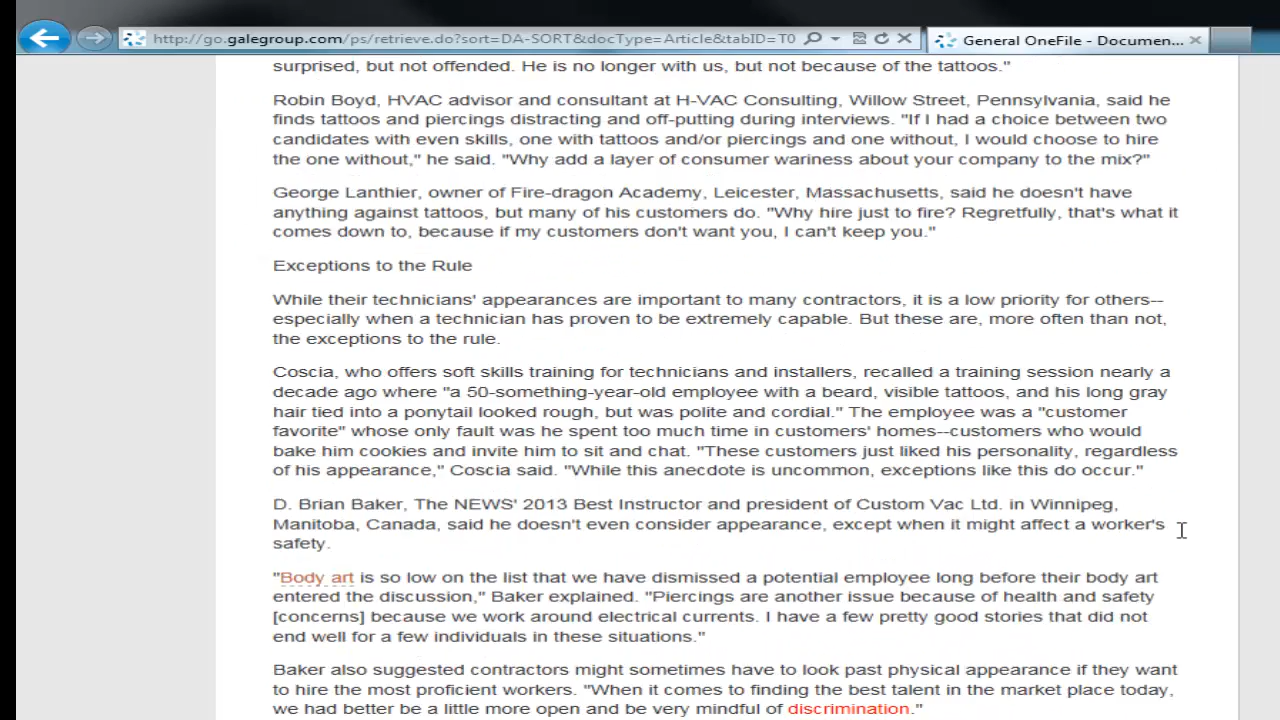 http://go.galegroup.com/ps/retrieve.do?sort=DA-SORT&docType=Article&tabID=T0
General OneFile - Documen...
surprised, but not offended. He is no longer with us, but not because of the tattoos."
Robin Boyd, HVAC advisor and consultant at H-VAC Consulting, Willow Street, Pennsylvania, said he
finds tattoos and piercings distracting and off-putting during interviews. "If I had a choice between two
candidates with even skills, one with tattoos and/or piercings and one without, I would choose to hire
the one without," he said. "Why add a layer of consumer wariness about your company to the mix?"
George Lanthier, owner of Fire-dragon Academy, Leicester, Massachusetts, said he doesn't have
anything against tattoos, but many of his customers do. "Why hire just to fire? Regretfully, that's what it
comes down to, because if my customers don't want you, I can't keep you."
Exceptions to the Rule
While their technicians' appearances are important to many contractors, it is a low priority for others--
especially when a technician has proven to be extremely capable. But these are, more often than not,
the exceptions to the rule.
Coscia, who offers soft skills training for technicians and installers, recalled a training session nearly a
decade ago where "a 50-something-year-old employee with a beard, visible tattoos, and his long gray
hair tied into a ponytail looked rough, but was polite and cordial." The employee was a "customer
favorite" whose only fault was he spent too much time in customers' homes--customers who would
bake him cookies and invite him to sit and chat. "These customers just liked his personality, regardless
of his appearance," Coscia said. "While this anecdote is uncommon, exceptions like this do occur."
D. Brian Baker, The NEWS' 2013 Best Instructor and president of Custom Vac Ltd. in Winnipeg,
Manitoba, Canada, said he doesn't even consider appearance, except when it might affect a worker's
safety.
"Body art is so low on the list that we have dismissed a potential employee long before their body art
entered the discussion," Baker explained. "Piercings are another issue because of health and safety
[concerns] because we work around electrical currents. I have a few pretty good stories that did not
end well for a few individuals in these situations."
Baker also suggested contractors might sometimes have to look past physical appearance if they want
to hire the most proficient workers. "When it comes to finding the best talent in the market place today,
we had better be a little more open and be very mindful of discrimination."